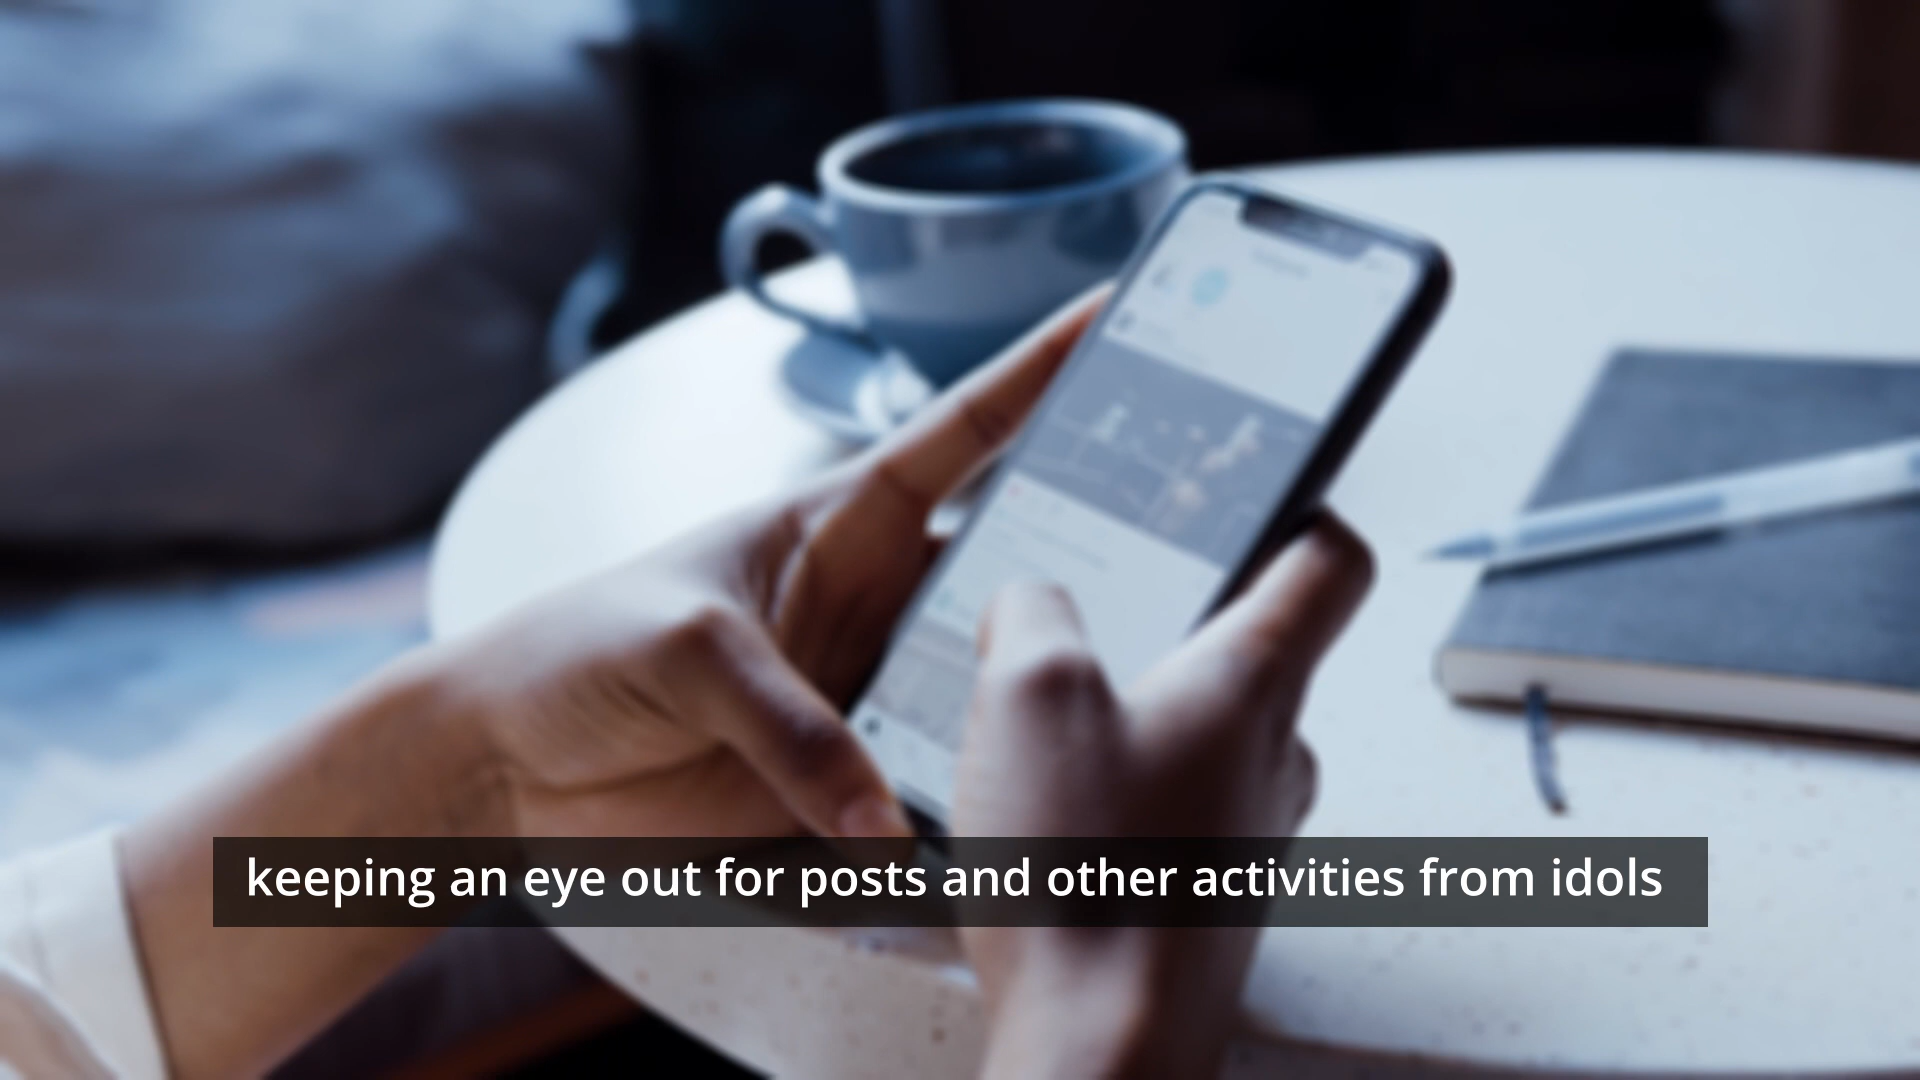 keeping an eye out for posts and other activities from idols